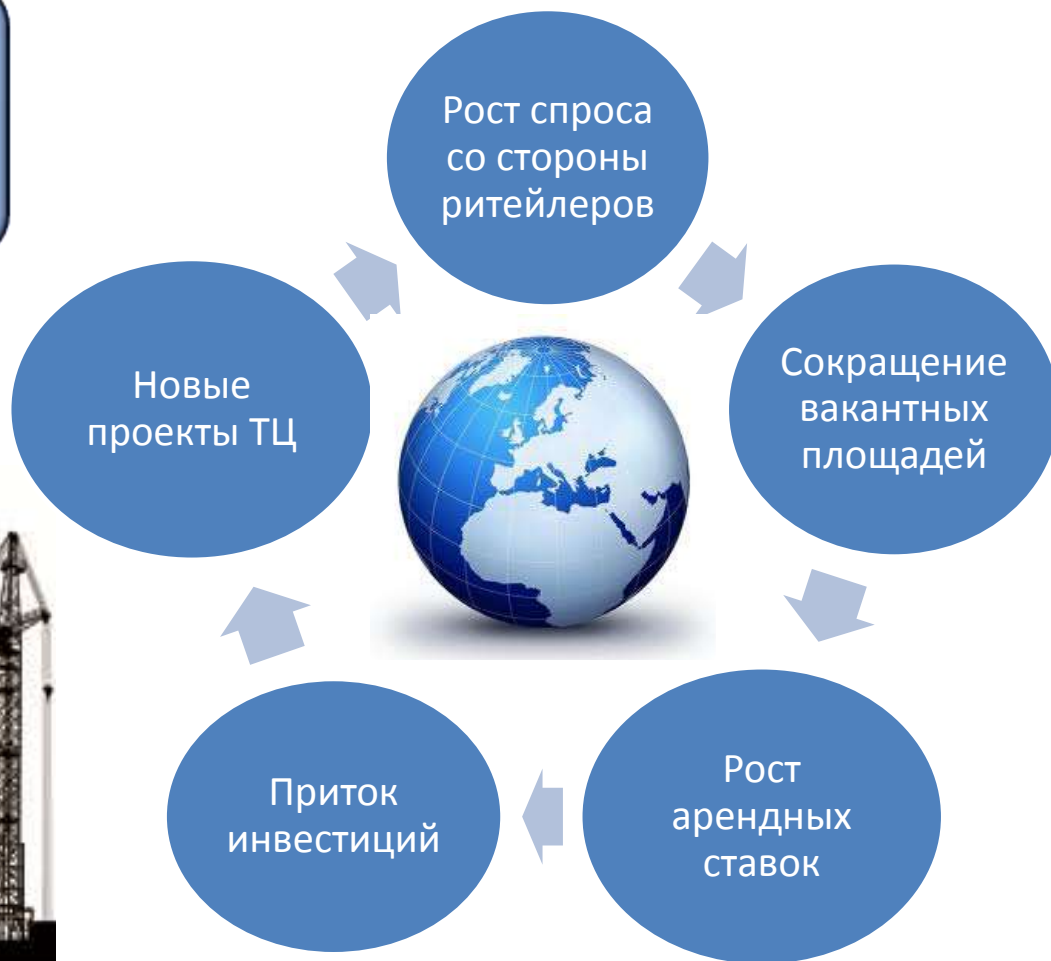 Рост спроса
со стороны
ритейлеров
Сокращение
вакантных
площадей
Рост
арендных
ставок
Приток
инвестиций
Новые
проекты ТЦ